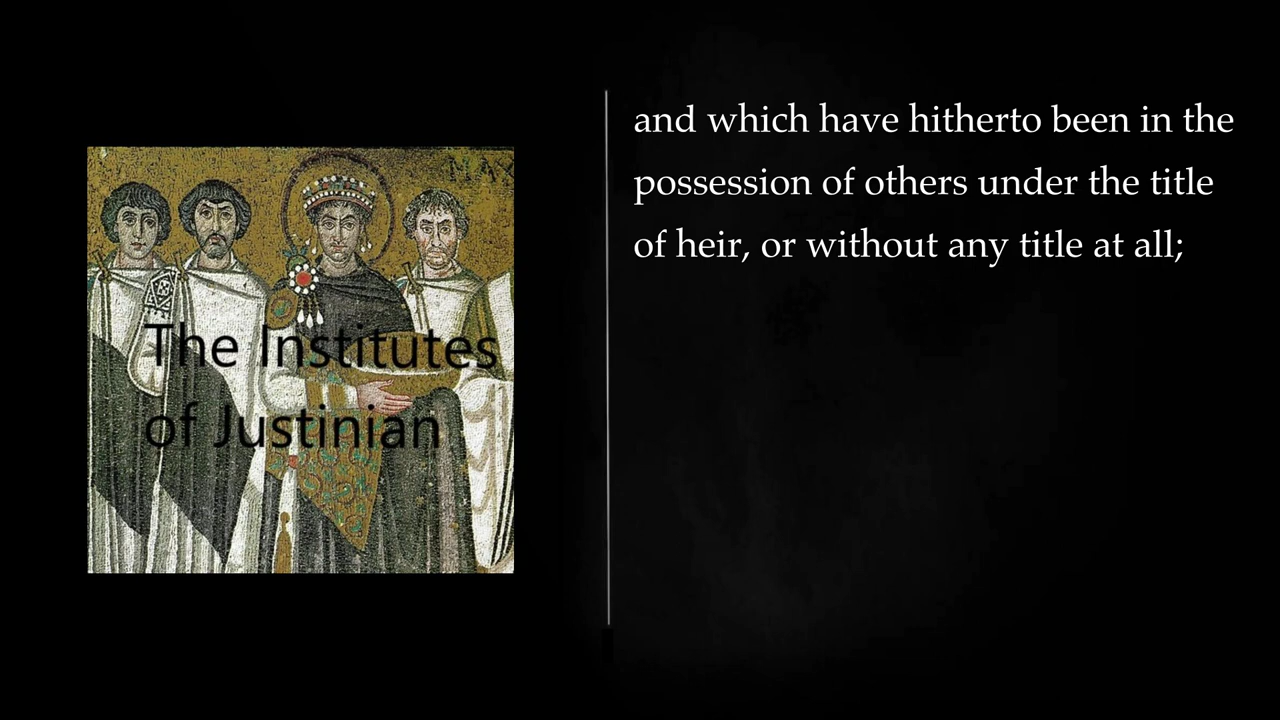 The Institutes
of Justinian
and which have hitherto been in the
possession of others under the title
of heir, or without any title at all;